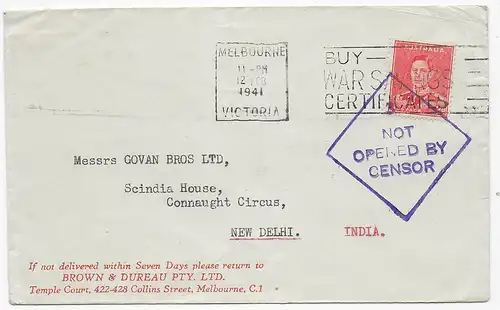 MELBOURNE
11 - PM
12 FEB
1941
VICTORIA
BUY
WAR SAVINGS
CERTIFICATES
AUSTRALIA
NOT
OPENED BY
CENSOR
Messrs GOVAN BROS LTD,
Scindia House,
Connaught Circus,
NEW DELHI. INDIA.
If not delivered within Seven Days please return to
BROWN & DUREAU PTY. LTD.
Temple Court, 422-428 Collins Street, Melbourne, C.1